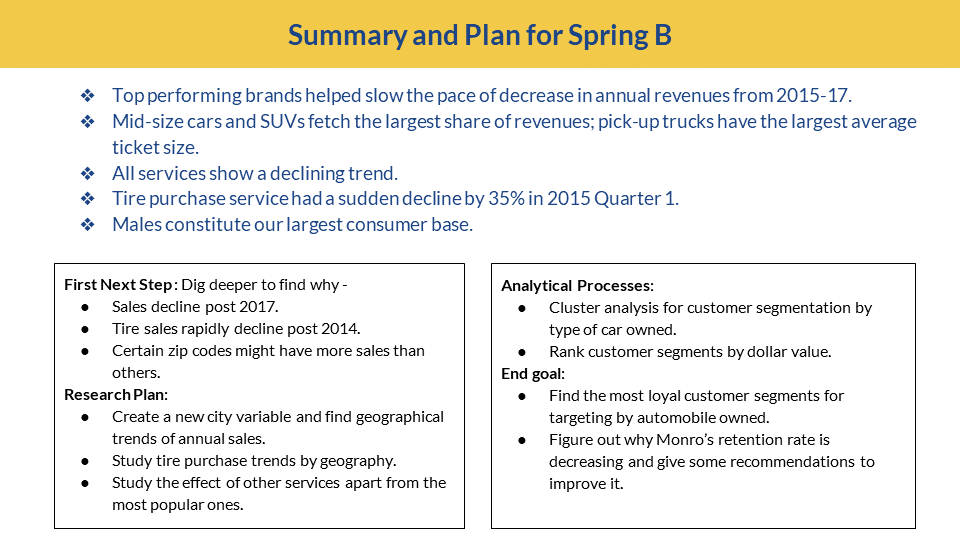 Summary and Plan for Spring B
❖ Top performing brands helped slow the pace of decrease in annual revenues from 2015-17.
❖ Mid-size cars and SUVs fetch the largest share of revenues; pick-up trucks have the largest average
ticket size.
❖ All services show a declining trend.
❖ Tire purchase service had a sudden decline by 35% in 2015 Quarter 1.
❖ Males constitute our largest consumer base.
First Next Step: Dig deeper to find why -
● Sales decline post 2017.
● Tire sales rapidly decline post 2014.
● Certain zip codes might have more sales than
others.
Research Plan:
● Create a new city variable and find geographical
trends of annual sales.
● Study tire purchase trends by geography.
● Study the effect of other services apart from the
most popular ones.
Analytical Processes:
● Cluster analysis for customer segmentation by
type of car owned.
● Rank customer segments by dollar value.
End goal:
● Find the most loyal customer segments for
targeting by automobile owned.
● Figure out why Monro's retention rate is
decreasing and give some recommendations to
improve it.